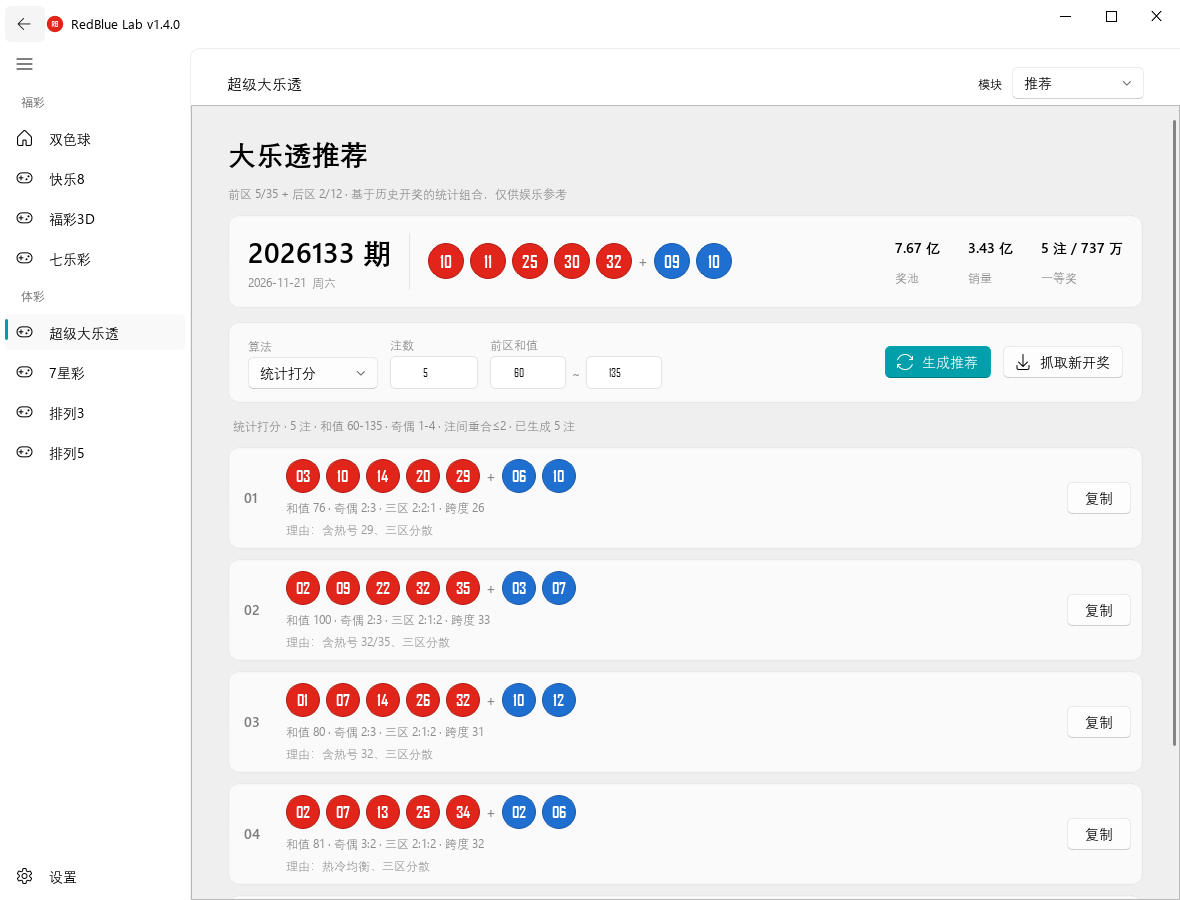 RB RedBlue Lab v1.4.0
福彩
双色球
快乐8
福彩3D
七乐彩
体彩
超级大乐透
7星彩
排列3
排列5
设置
超级大乐透
模块 推荐
大乐透推荐
前区 5/35 + 后区 2/12 · 基于历史开奖的统计组合，仅供娱乐参考
2026133 期
2026-11-21 周六
10 11 25 30 32 + 09 10
7.67 亿 3.43 亿 5 注 / 737 万
奖池 销量 一等奖
算法 注数 前区和值
统计打分 5 60 ~ 135
生成推荐 抓取新开奖
统计打分 · 5 注 · 和值 60-135 · 奇偶 1-4 · 注间重合≤2 · 已生成 5 注
01
03 10 14 20 29 + 06 10
和值 76 · 奇偶 2:3 · 三区 2:2:1 · 跨度 26
理由：含热号 29、三区分散
复制
02
02 09 22 32 35 + 03 07
和值 100 · 奇偶 2:3 · 三区 2:1:2 · 跨度 33
理由：含热号 32/35、三区分散
复制
03
01 07 14 26 32 + 10 12
和值 80 · 奇偶 2:3 · 三区 2:1:2 · 跨度 31
理由：含热号 32、三区分散
复制
04
02 07 13 25 34 + 02 06
和值 81 · 奇偶 3:2 · 三区 2:1:2 · 跨度 32
理由：热冷均衡、三区分散
复制